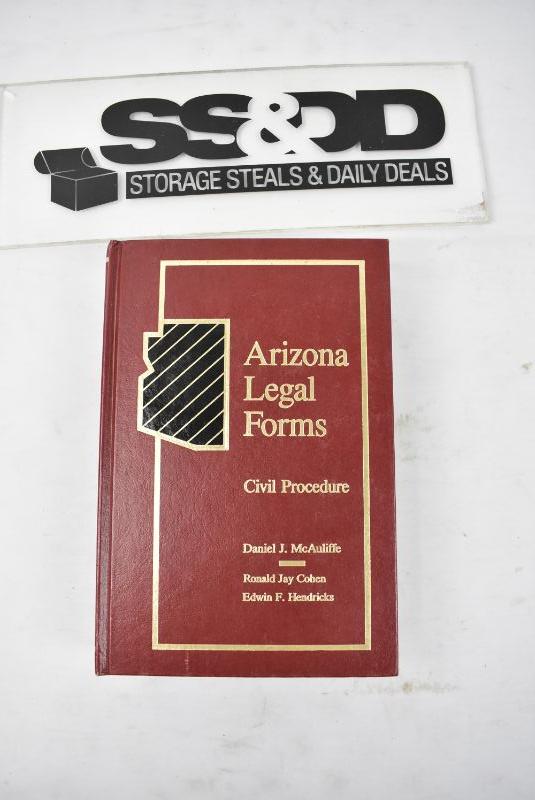 SS&DD
STORAGE STEALS & DAILY DEALS
Arizona
Legal
Forms
Civil Procedure
Daniel J. McAuliffe
Ronald Jay Cohen
Edwin F. Hendricks